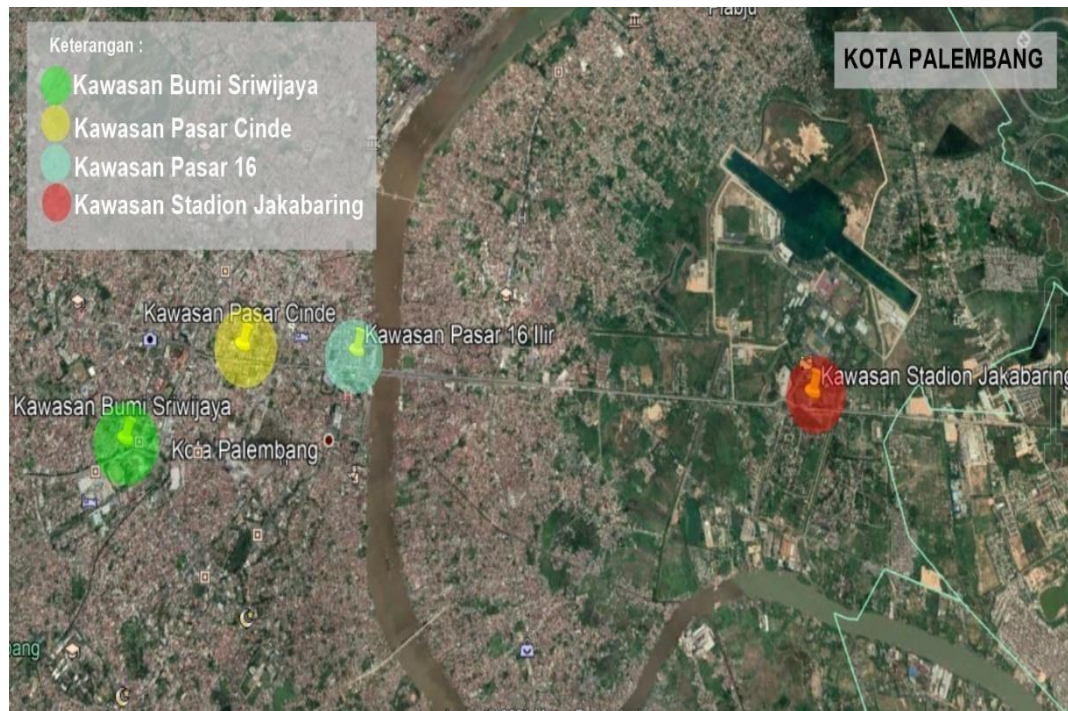 Keterangan :
Kawasan Bumi Sriwijaya
Kawasan Pasar Cinde
Kawasan Pasar 16
Kawasan Stadion Jakabaring
KOTA PALEMBANG
Kawasan Pasar Cinde
Kawasan Pasar 16 Ilir
Kawasan Stadion Jakabaring
Kawasan Bumi Sriwijaya
Kota Palembang
bang